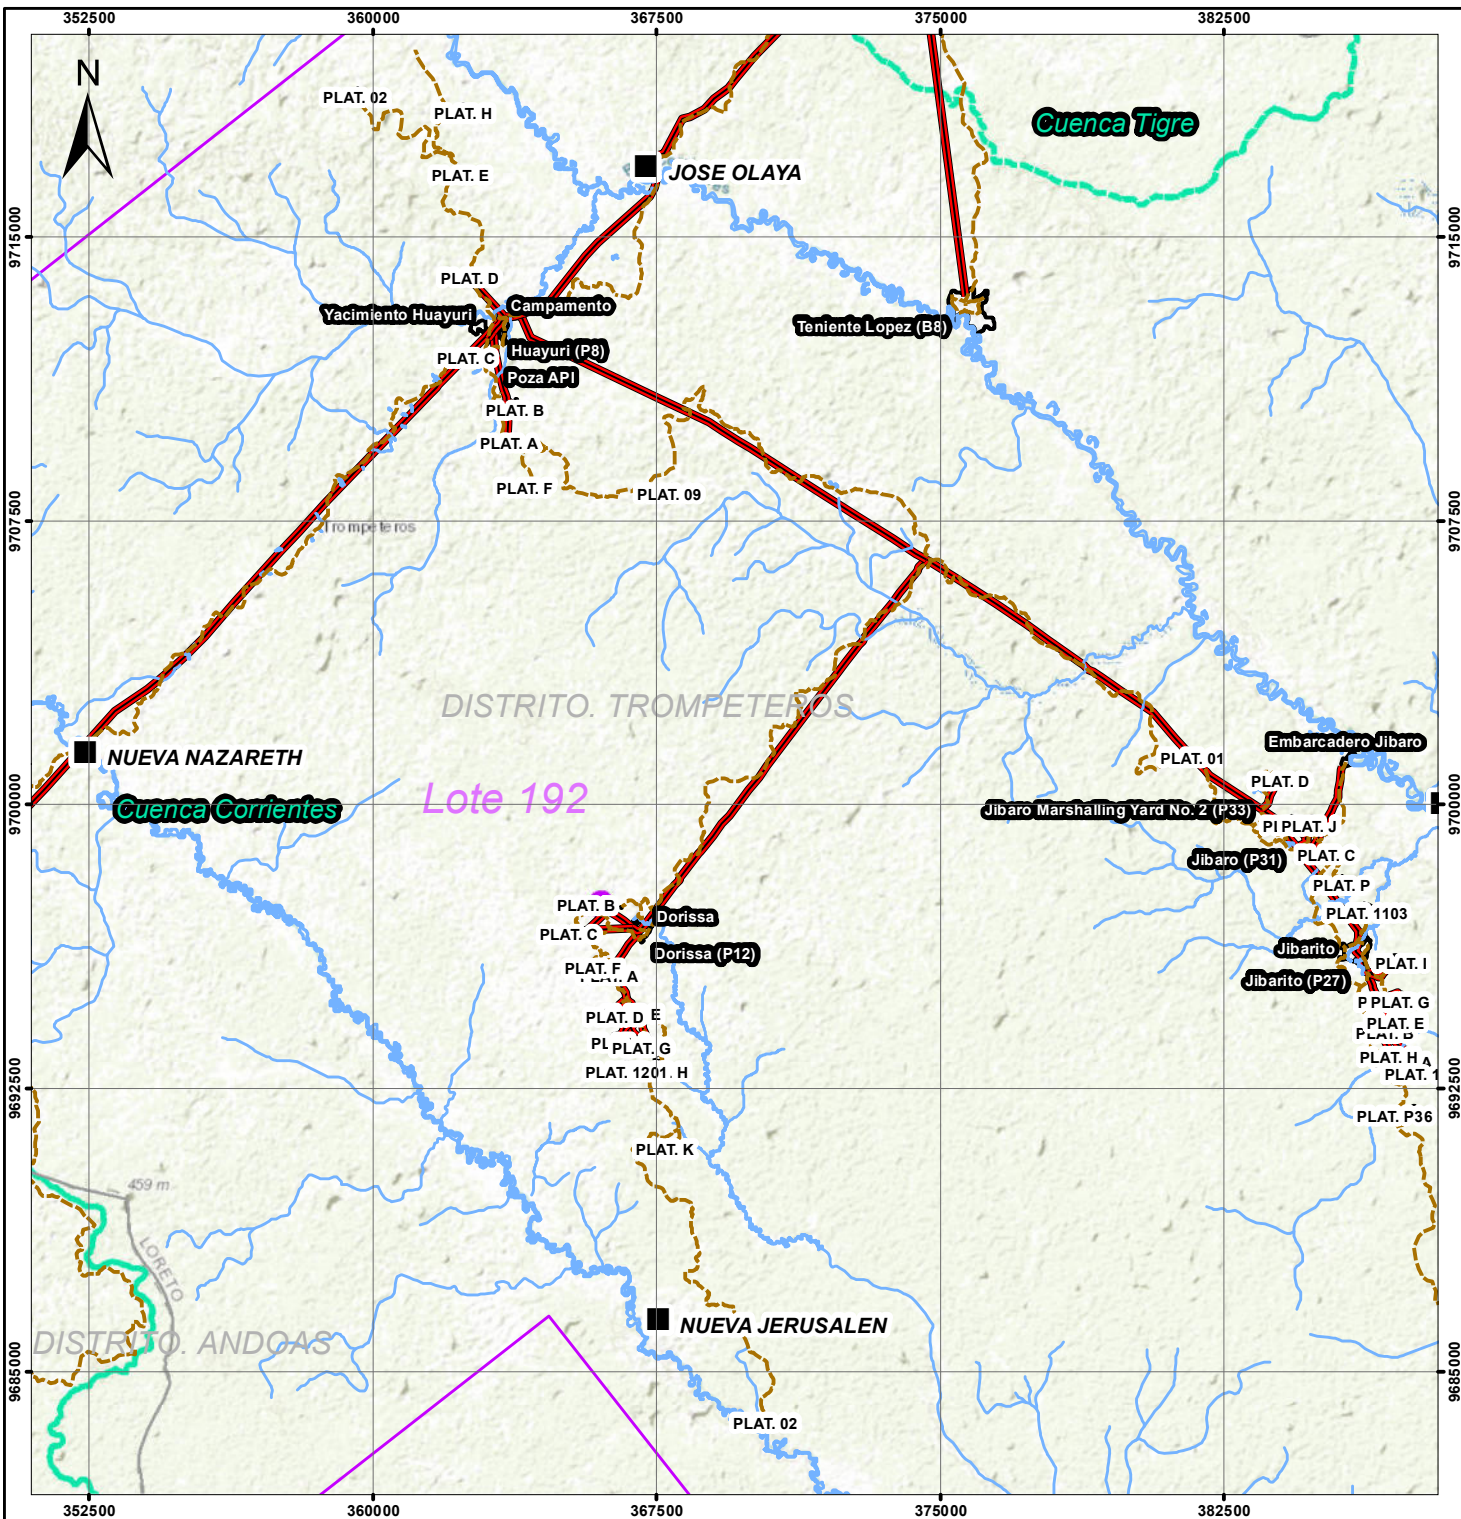 352500
360000
367500
375000
382500
N
PLAT. 02
PLAT. H
Cuenca Tigre
PLAT. E
JOSE OLAYA
9715000
9715000
PLAT. D
Campamento
Yacimiento Huayuri
Teniente Lopez (B8)
PLAT. C
Huayuri (P8)
Poza API
PLAT. B
PLAT. A
PLAT. F
PLAT. 09
9707500
9707500
Trompeteros
DISTRITO. TROMPETEROS
NUEVA NAZARETH
Embarcadero Jibaro
PLAT. 01
PLAT. D
Lote 192
Cuenca Corrientes
9700000
9700000
Jibaro Marshalling Yard No. 2 (P33)
PLAT. J
Jibaro (P31)
PLAT. C
PLAT. P
PLAT. B
Dorissa
PLAT. 1103
PLAT. C
Dorissa (P12)
Jibarito
PLAT. F
PLAT. A
PLAT. I
Jibarito (P27)
PLAT. G
PLAT. D
E
PLAT. E
PLAT. B
PLAT. G
PLAT. H
A
PLAT. 1201
H
PLAT. 1
9692500
9692500
PLAT. P36
PLAT. K
459 m
LORETO
NUEVA JERUSALEN
DISTRITO. ANDOAS
9685000
9685000
PLAT. 02
352500
360000
367500
375000
382500